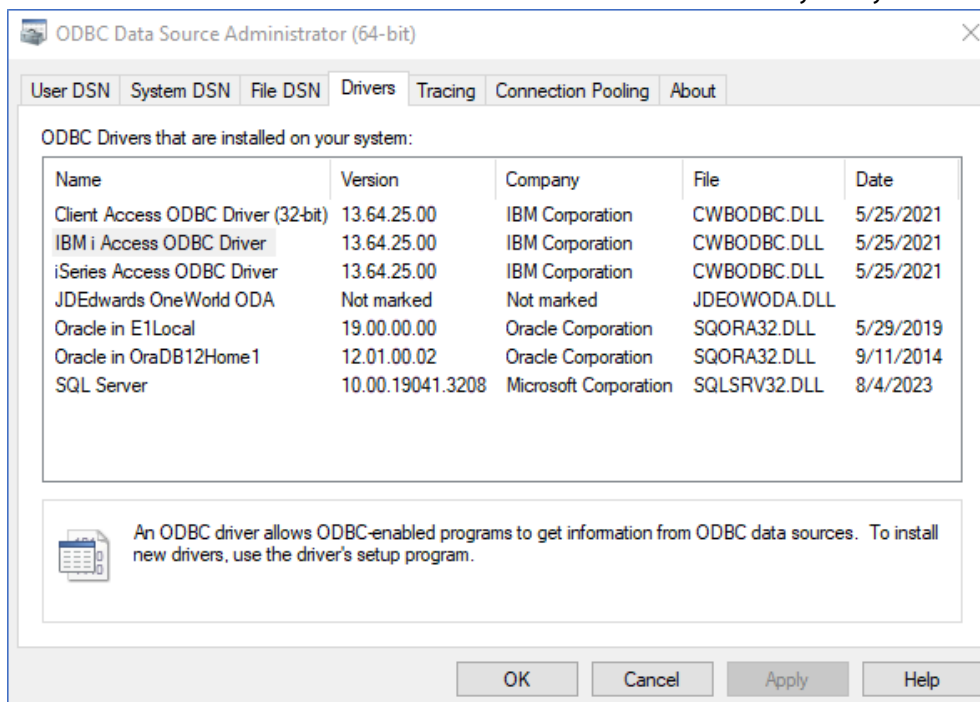 ODBC Data Source Administrator (64-bit)
User DSN System DSN File DSN Drivers Tracing Connection Pooling About
ODBC Drivers that are installed on your system:
Name Version Company File Date
Client Access ODBC Driver (32-bit) 13.64.25.00 IBM Corporation CWBODBC.DLL 5/25/2021
IBM i Access ODBC Driver 13.64.25.00 IBM Corporation CWBODBC.DLL 5/25/2021
iSeries Access ODBC Driver 13.64.25.00 IBM Corporation CWBODBC.DLL 5/25/2021
JDEdwards OneWorld ODA Not marked Not marked JDEOWODA.DLL
Oracle in E1Local 19.00.00.00 Oracle Corporation SQORA32.DLL 5/29/2019
Oracle in OraDB12Home1 12.01.00.02 Oracle Corporation SQORA32.DLL 9/11/2014
SQL Server 10.00.19041.3208 Microsoft Corporation SQLSRV32.DLL 8/4/2023
An ODBC driver allows ODBC-enabled programs to get information from ODBC data sources. To install
new drivers, use the driver's setup program.
OK Cancel Apply Help